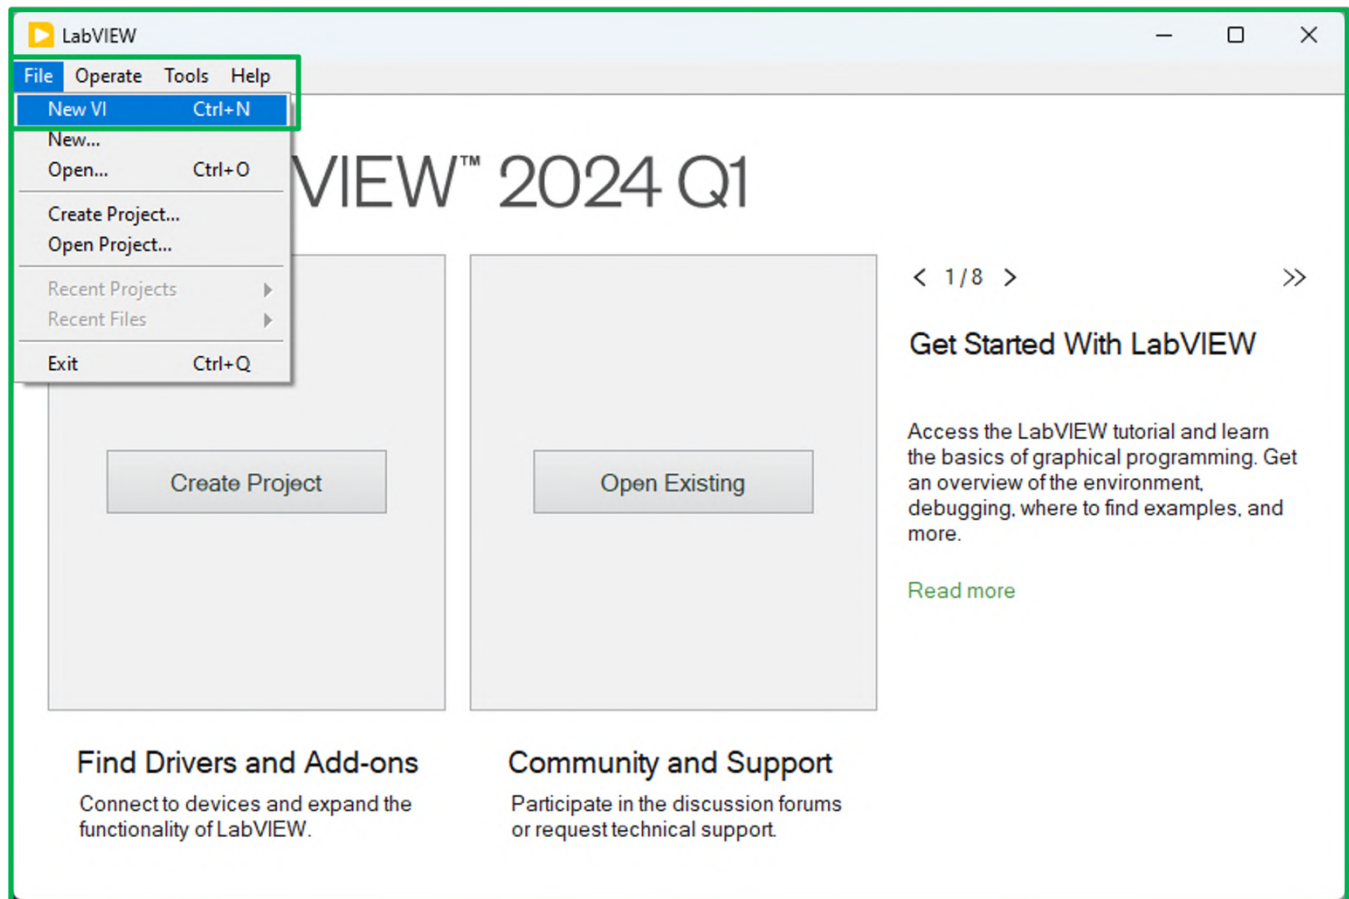 LabVIEW
File Operate Tools Help
New VI Ctrl+N
New...
Open... Ctrl+O
VIEW™ 2024 Q1
Create Project...
Open Project...
Recent Projects
Recent Files
Exit Ctrl+Q
Create Project
Open Existing
< 1/8 > >>
Get Started With LabVIEW
Access the LabVIEW tutorial and learn
the basics of graphical programming. Get
an overview of the environment,
debugging, where to find examples, and
more.
Read more
Find Drivers and Add-ons
Connect to devices and expand the
functionality of LabVIEW.
Community and Support
Participate in the discussion forums
or request technical support.